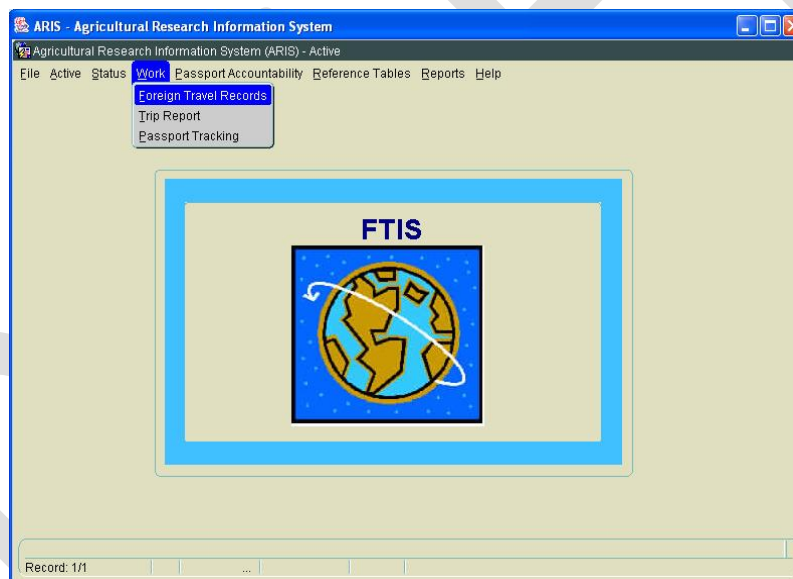 ARIS - Agricultural Research Information System
Agricultural Research Information System (ARIS) - Active
File Active Status Work Passport Accountability Reference Tables Reports Help
Foreign Travel Records
Trip Report
Passport Tracking
FTIS
Record: 1/1 ...